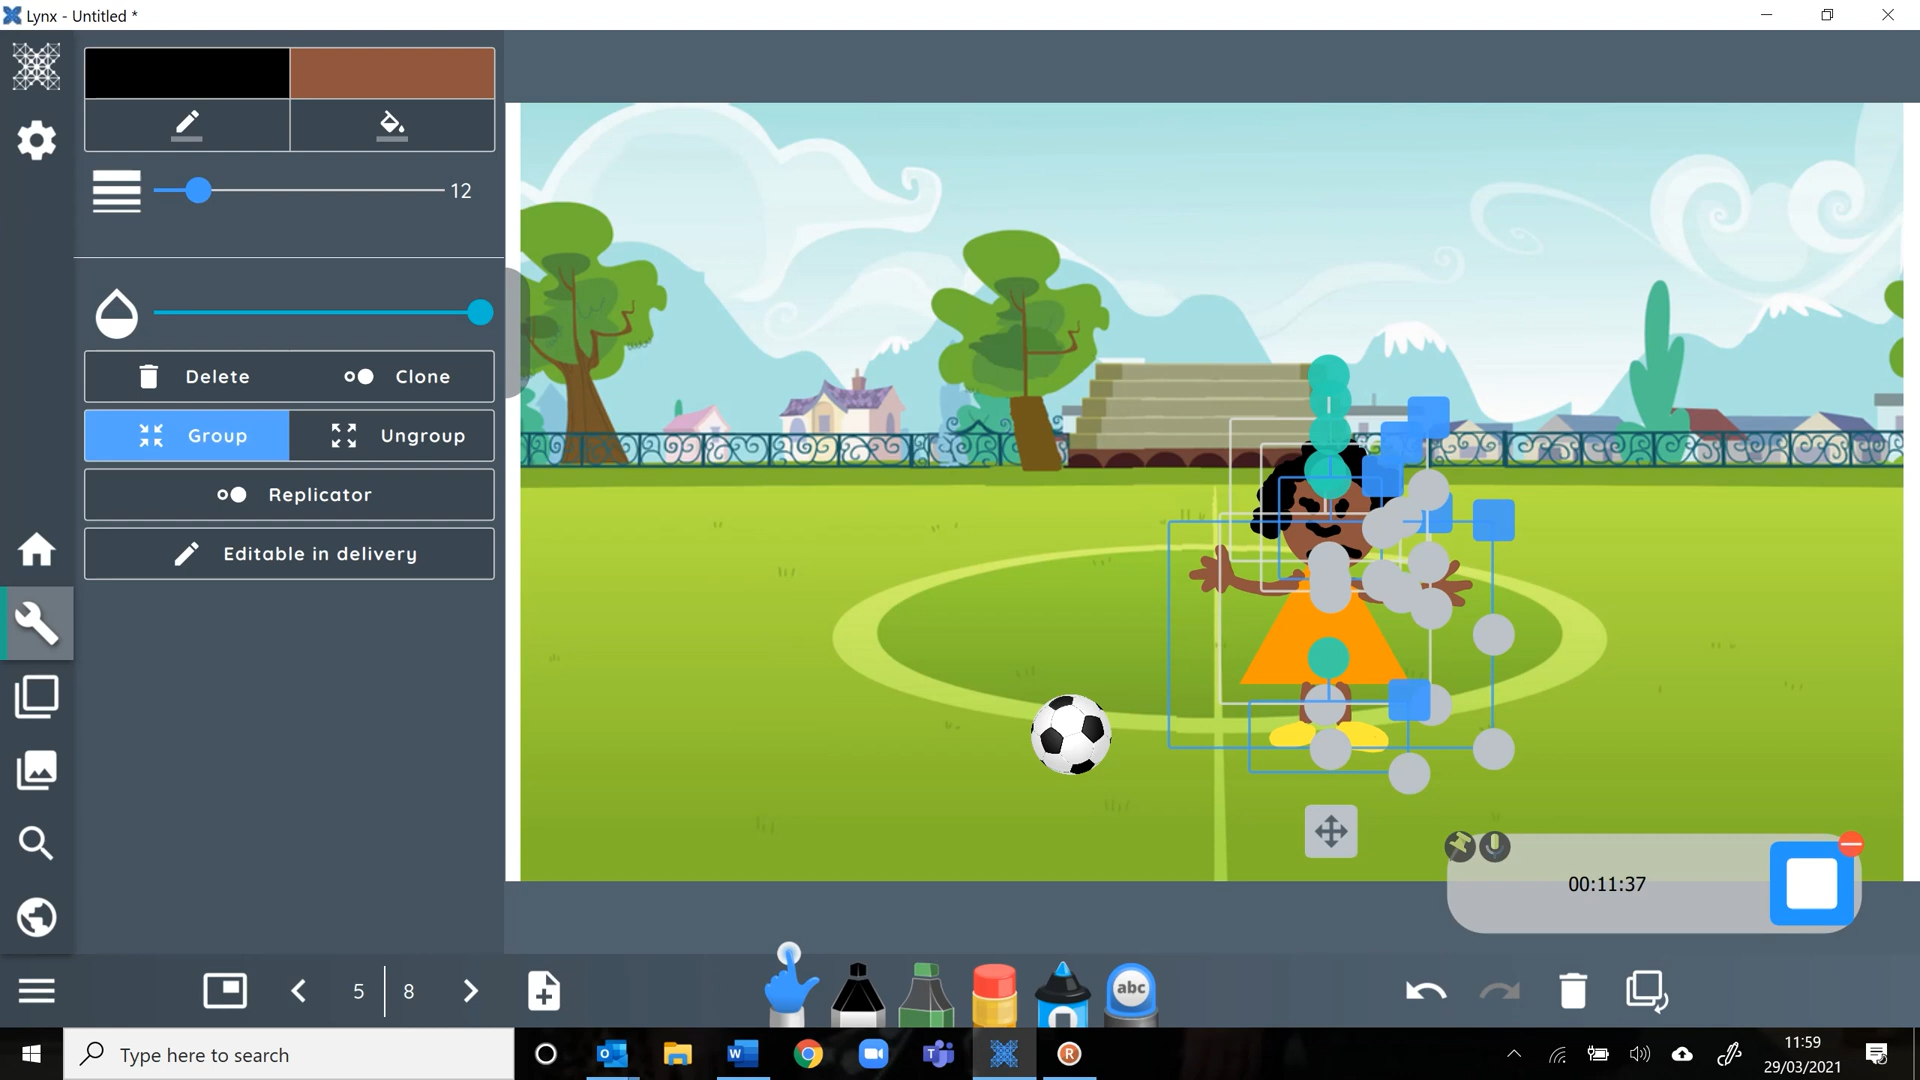 Lynx - Untitled *
12
Delete Clone
Group Ungroup
Replicator
Editable in delivery
00:11:37
5 8
abc
Type here to search
11:59
29/03/2021